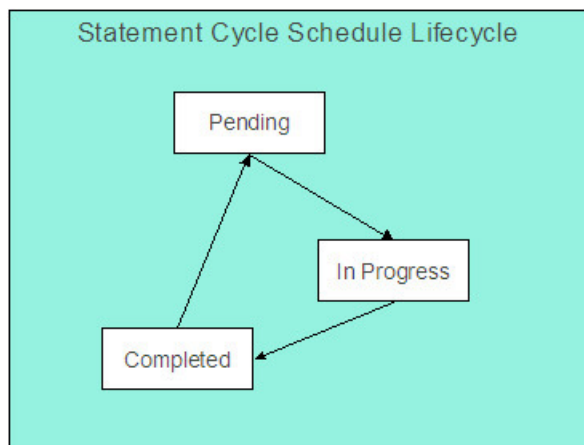 Statement Cycle Schedule Lifecycle
Pending
In Progress
Completed